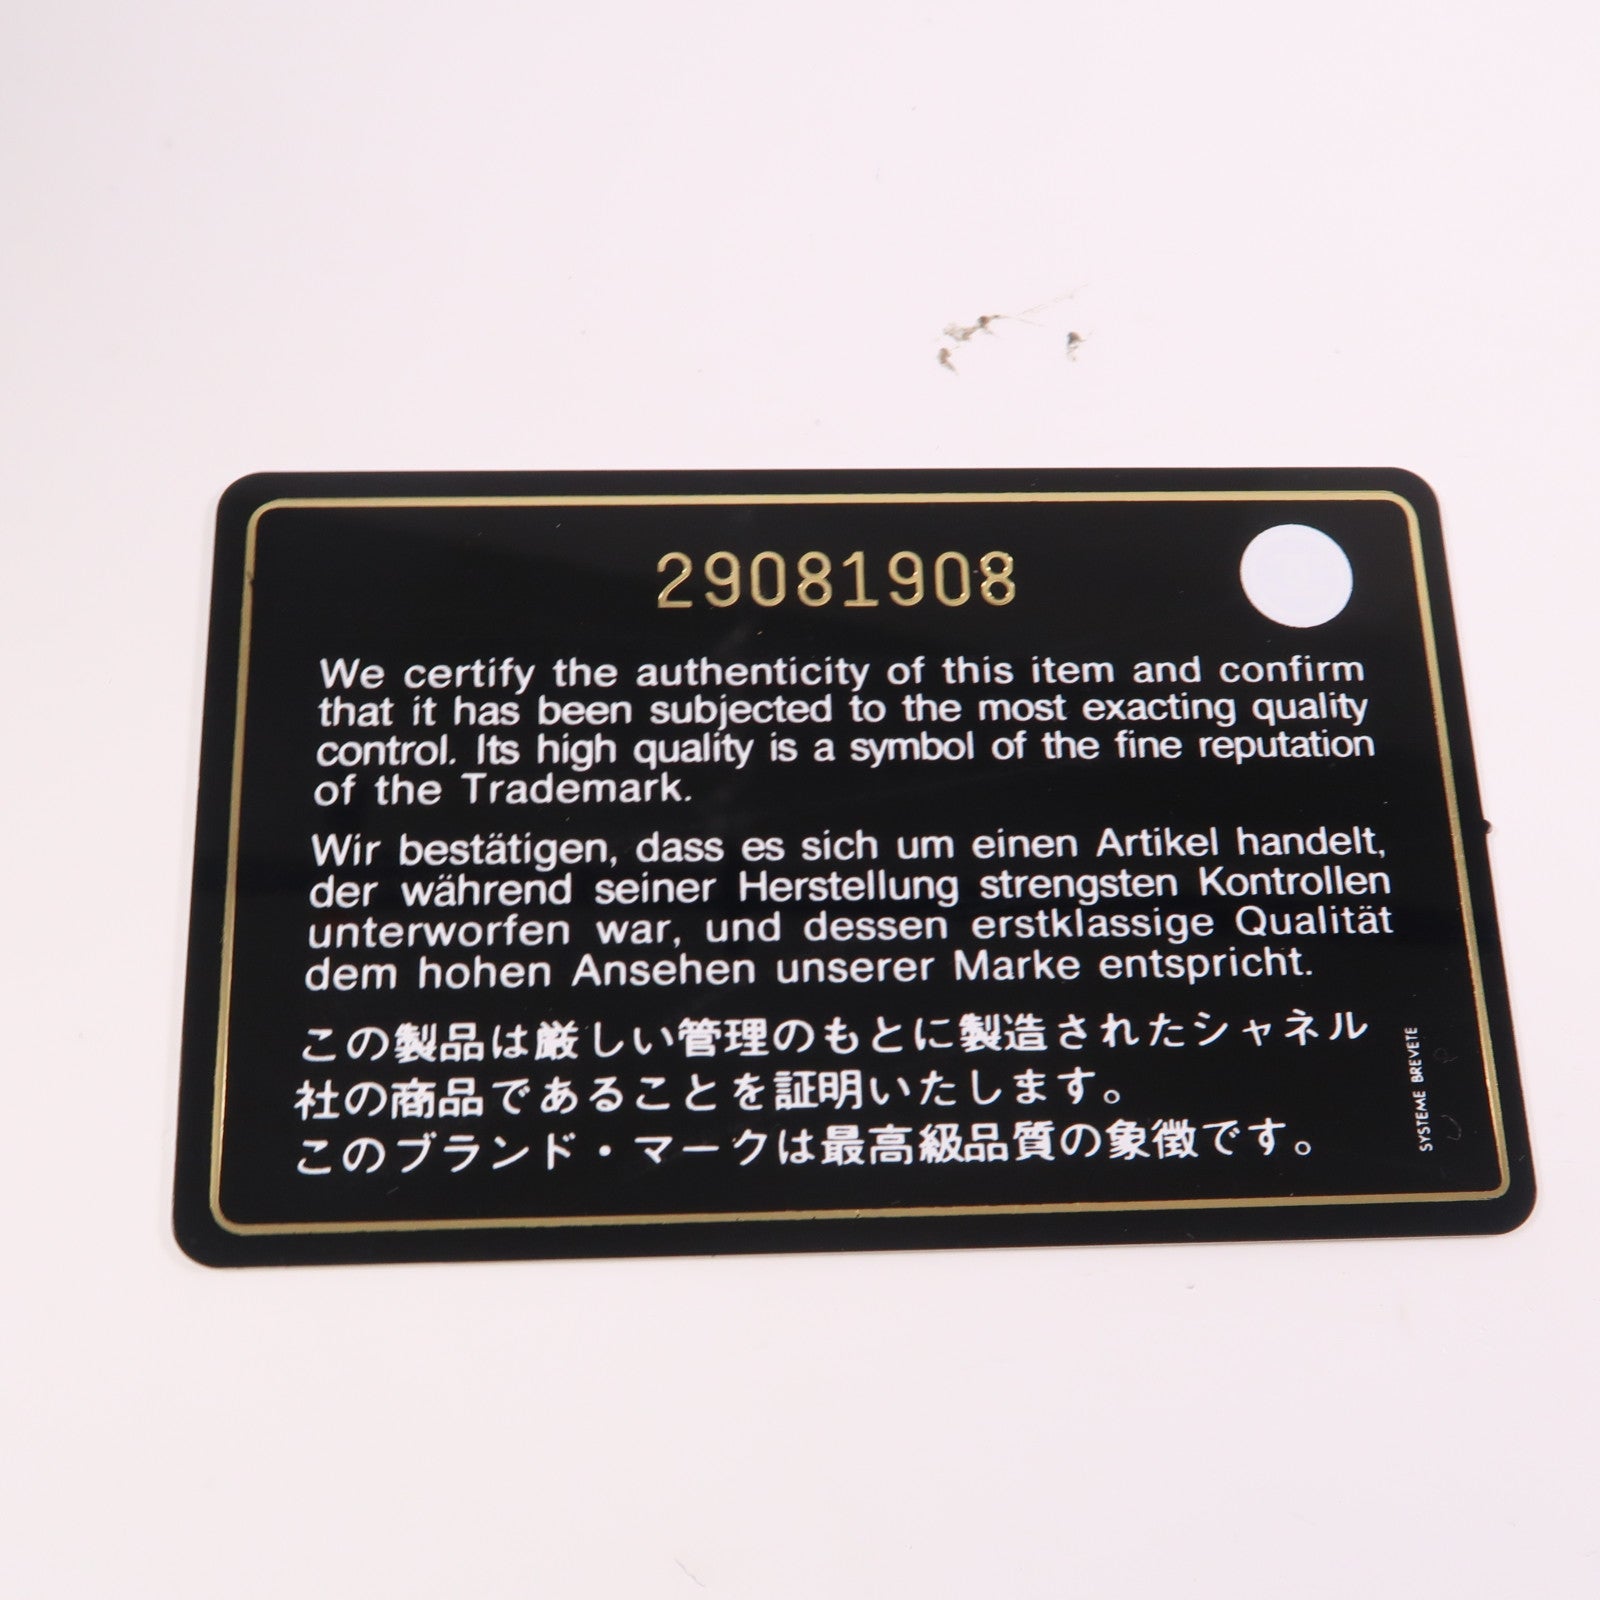 29081908
We certify the authenticity of this item and confirm
that it has been subjected to the most exacting quality
control. Its high quality is a symbol of the fine reputation
of the Trademark.
Wir bestätigen, dass es sich um einen Artikel handelt,
der während seiner Herstellung strengsten Kontrollen
unterworfen war, und dessen erstklassige Qualität
dem hohen Ansehen unserer Marke entspricht.
この製品は厳しい管理のもとに製造されたシャネル
社の商品であることを証明いたします。
このブランド・マークは最高級品質の象徴です。
SYSTEME BREVETE